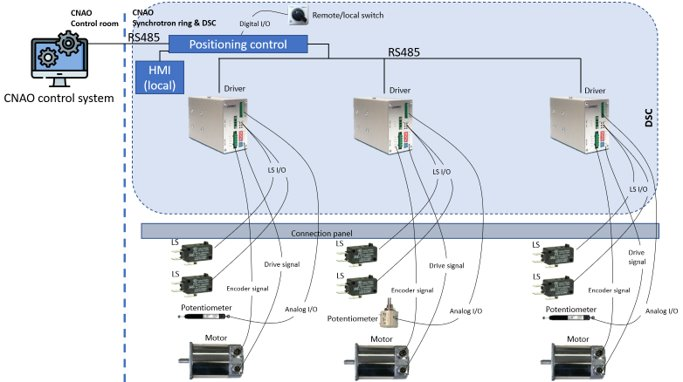 CNAO
Control room
CNAO
Synchrotron ring & DSC
Digital I/O
Remote/local switch
RS485
Positioning control
RS485
HMI
(local)
CNAO control system
Driver
Driver
Driver
DSC
LS I/O
LS I/O
LS I/O
Connection panel
LS
LS
LS
LS
LS
LS
Drive signal
Drive signal
Drive
signal
Encoder signal
Encoder signal
Encoder signal
Potentiometer
Analog I/O
Potentiometer
Analog I/O
Potentiometer
Analog I/O
Motor
Motor
Motor